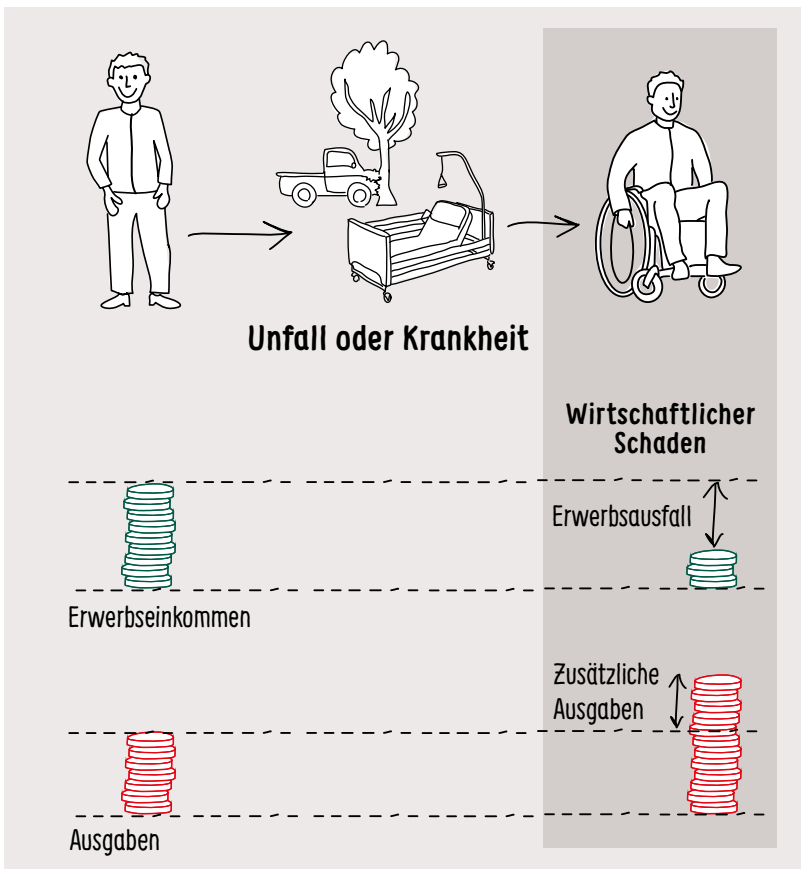 Unfall oder Krankheit
Wirtschaftlicher
Schaden
Erwerbsausfall
Erwerbseinkommen
Zusätzliche
Ausgaben
Ausgaben